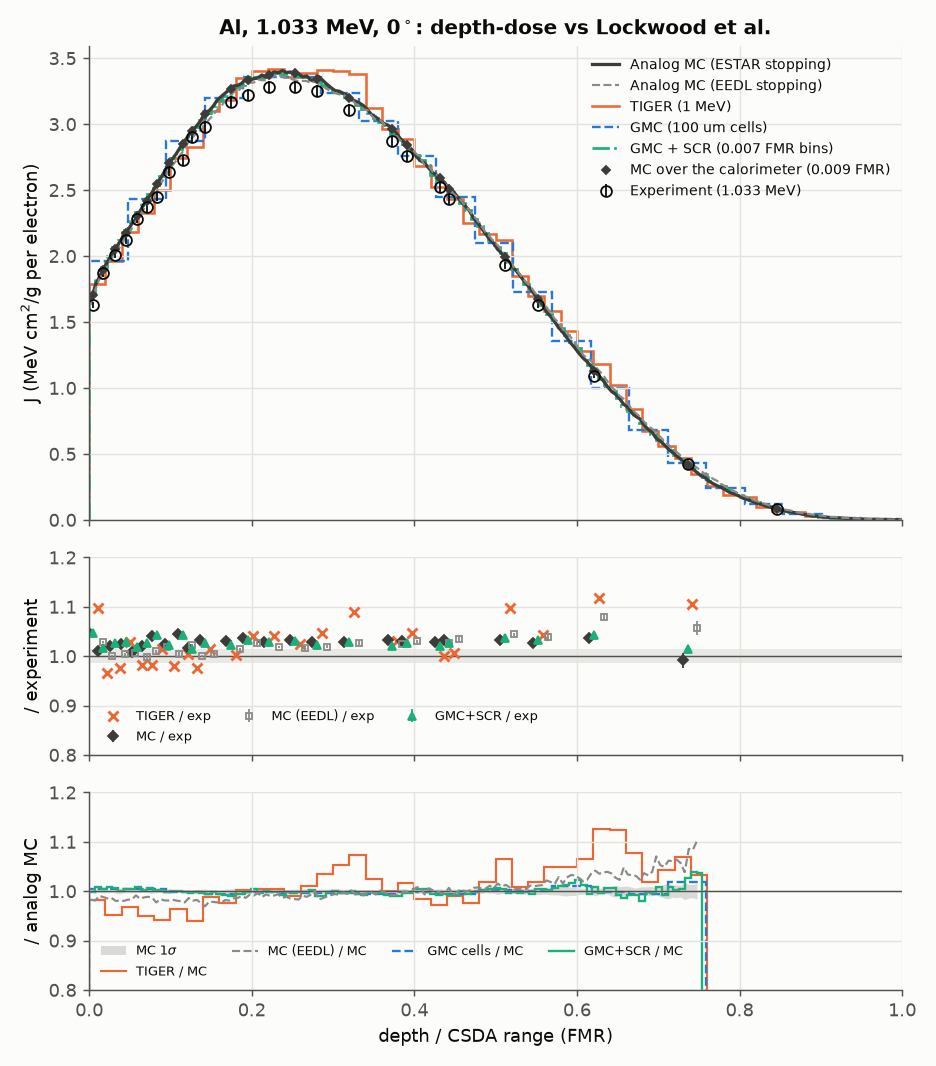 Al, 1.033 MeV, 0°: depth-dose vs Lockwood et al.
J (MeV cm²/g per electron)
3.5
3.0
2.5
2.0
1.5
1.0
0.5
0.0
Analog MC (ESTAR stopping)
Analog MC (EEDL stopping)
TIGER (1 MeV)
GMC (100 um cells)
GMC + SCR (0.007 FMR bins)
MC over the calorimeter (0.009 FMR)
Experiment (1.033 MeV)
/ experiment
1.2
1.1
1.0
0.9
0.8
TIGER / exp
MC (EEDL) / exp
GMC+SCR / exp
MC / exp
/ analog MC
1.2
1.1
1.0
0.9
0.8
MC 1σ
MC (EEDL) / MC
GMC cells / MC
GMC+SCR / MC
TIGER / MC
0.0
0.2
0.4
0.6
0.8
1.0
depth / CSDA range (FMR)